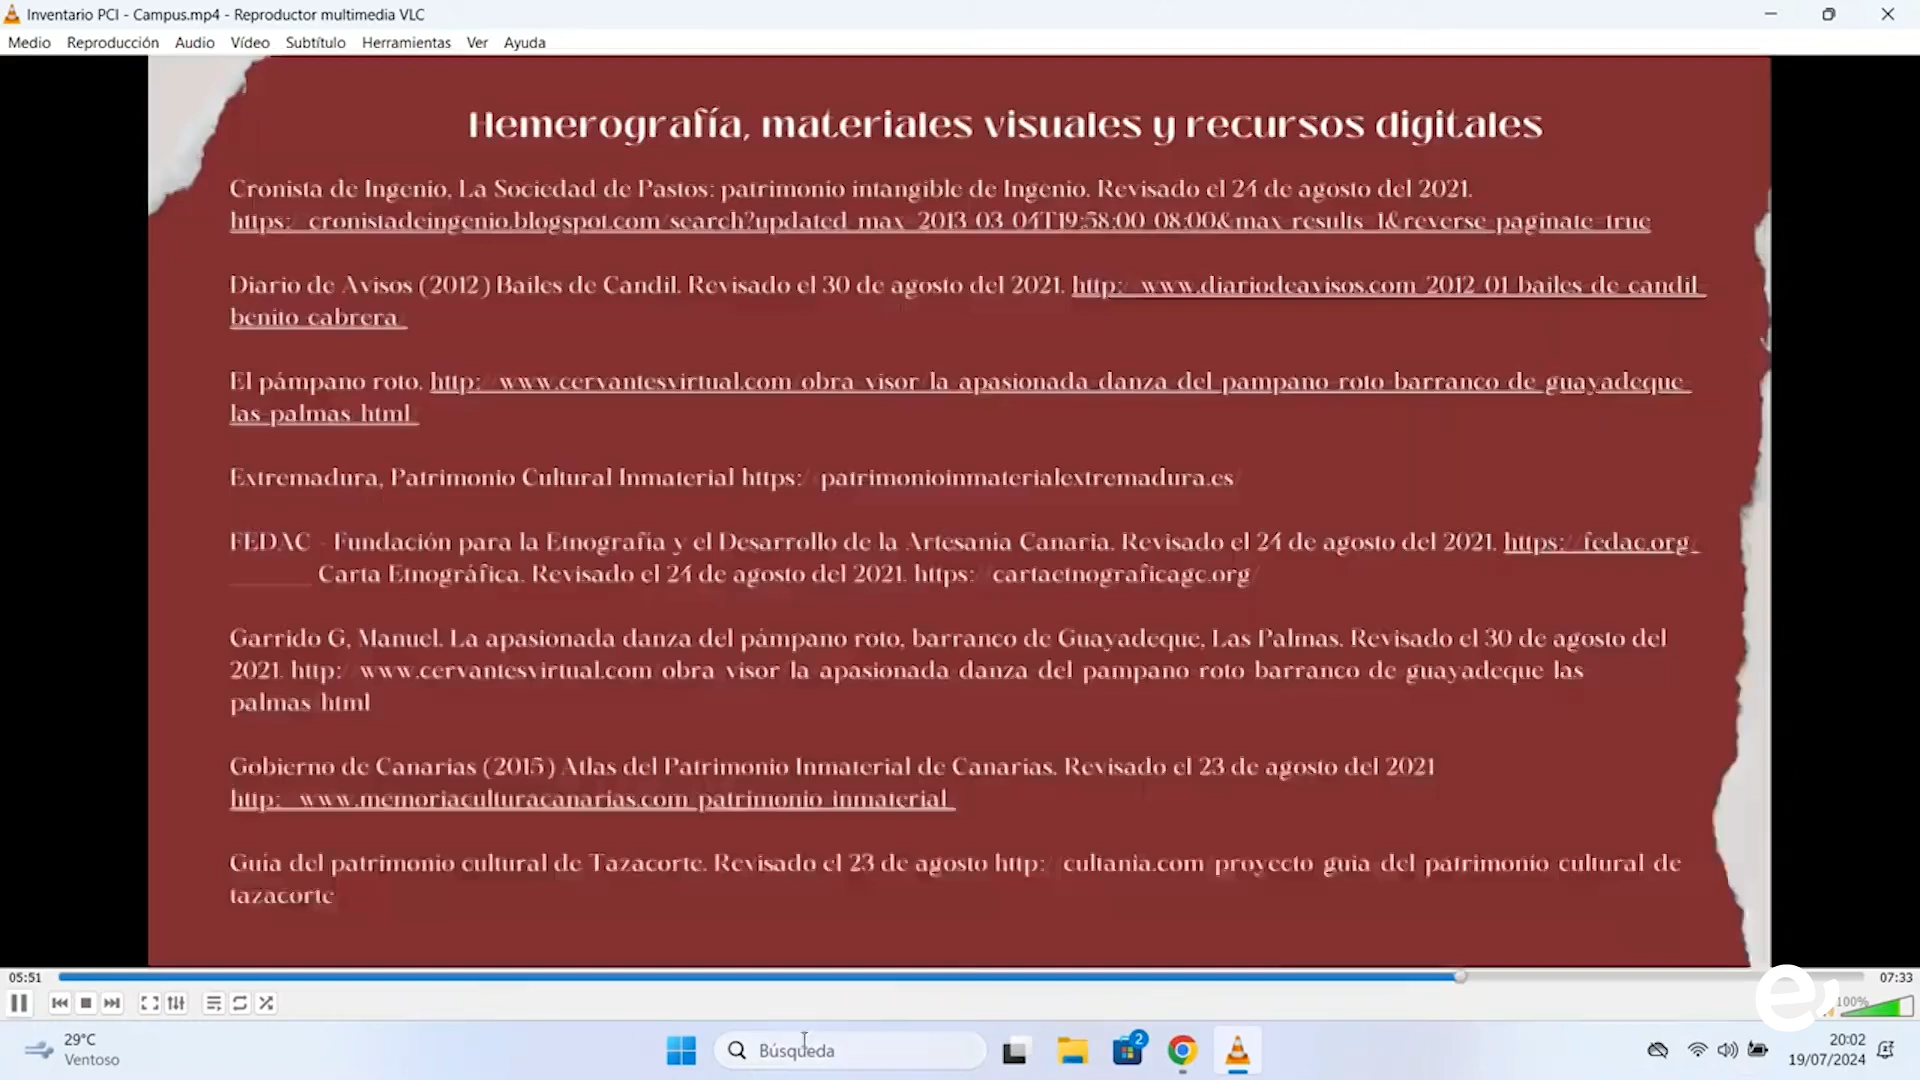 Inventario PCI - Campus.mp4 - Reproductor multimedia VLC
Medio Reproducción Audio Vídeo Subtítulo Herramientas Ver Ayuda
Hemerografía, materiales visuales y recursos digitales
Cronista de Ingenio, La Sociedad de Pastos: patrimonio intangible de Ingenio. Revisado el 24 de agosto del 2021.
https: cronistadeingenio.blogspot.com search?updated max 2013 03 04T19:58:00 08:00&max results 1&reverse paginate true
Diario de Avisos (2012) Bailes de Candil. Revisado el 30 de agosto del 2021. http: www.diariodeavisos.com 2012 01 bailes de candil
benito cabrera
El pámpano roto. http: www.cervantesvirtual.com obra visor la apasionada danza del pampano roto barranco de guayadeque
las palmas html
Extremadura, Patrimonio Cultural Inmaterial https: patrimonioinmaterialextremadura.es/
FEDAC - Fundación para la Etnografía y el Desarrollo de la Artesania Canaria. Revisado el 24 de agosto del 2021. https: fedac.org/
________ Carta Etnográfica. Revisado el 24 de agosto del 2021. https: cartaetnograficagc.org/
Garrido G, Manuel. La apasionada danza del pámpano roto, barranco de Guayadeque, Las Palmas. Revisado el 30 de agosto del
2021. http: www.cervantesvirtual.com obra visor la apasionada danza del pampano roto barranco de guayadeque las
palmas html
Gobierno de Canarias (2015) Atlas del Patrimonio Inmaterial de Canarias. Revisado el 23 de agosto del 2021
http: www.memoriaculturacanarias.com patrimonio inmaterial
Guía del patrimonio cultural de Tazacorte. Revisado el 23 de agosto http: cultania.com proyecto guia del patrimonio cultural de
tazacorte
05:51 07:33
100%
29°C
Ventoso
Búsqueda
2
20:02
19/07/2024